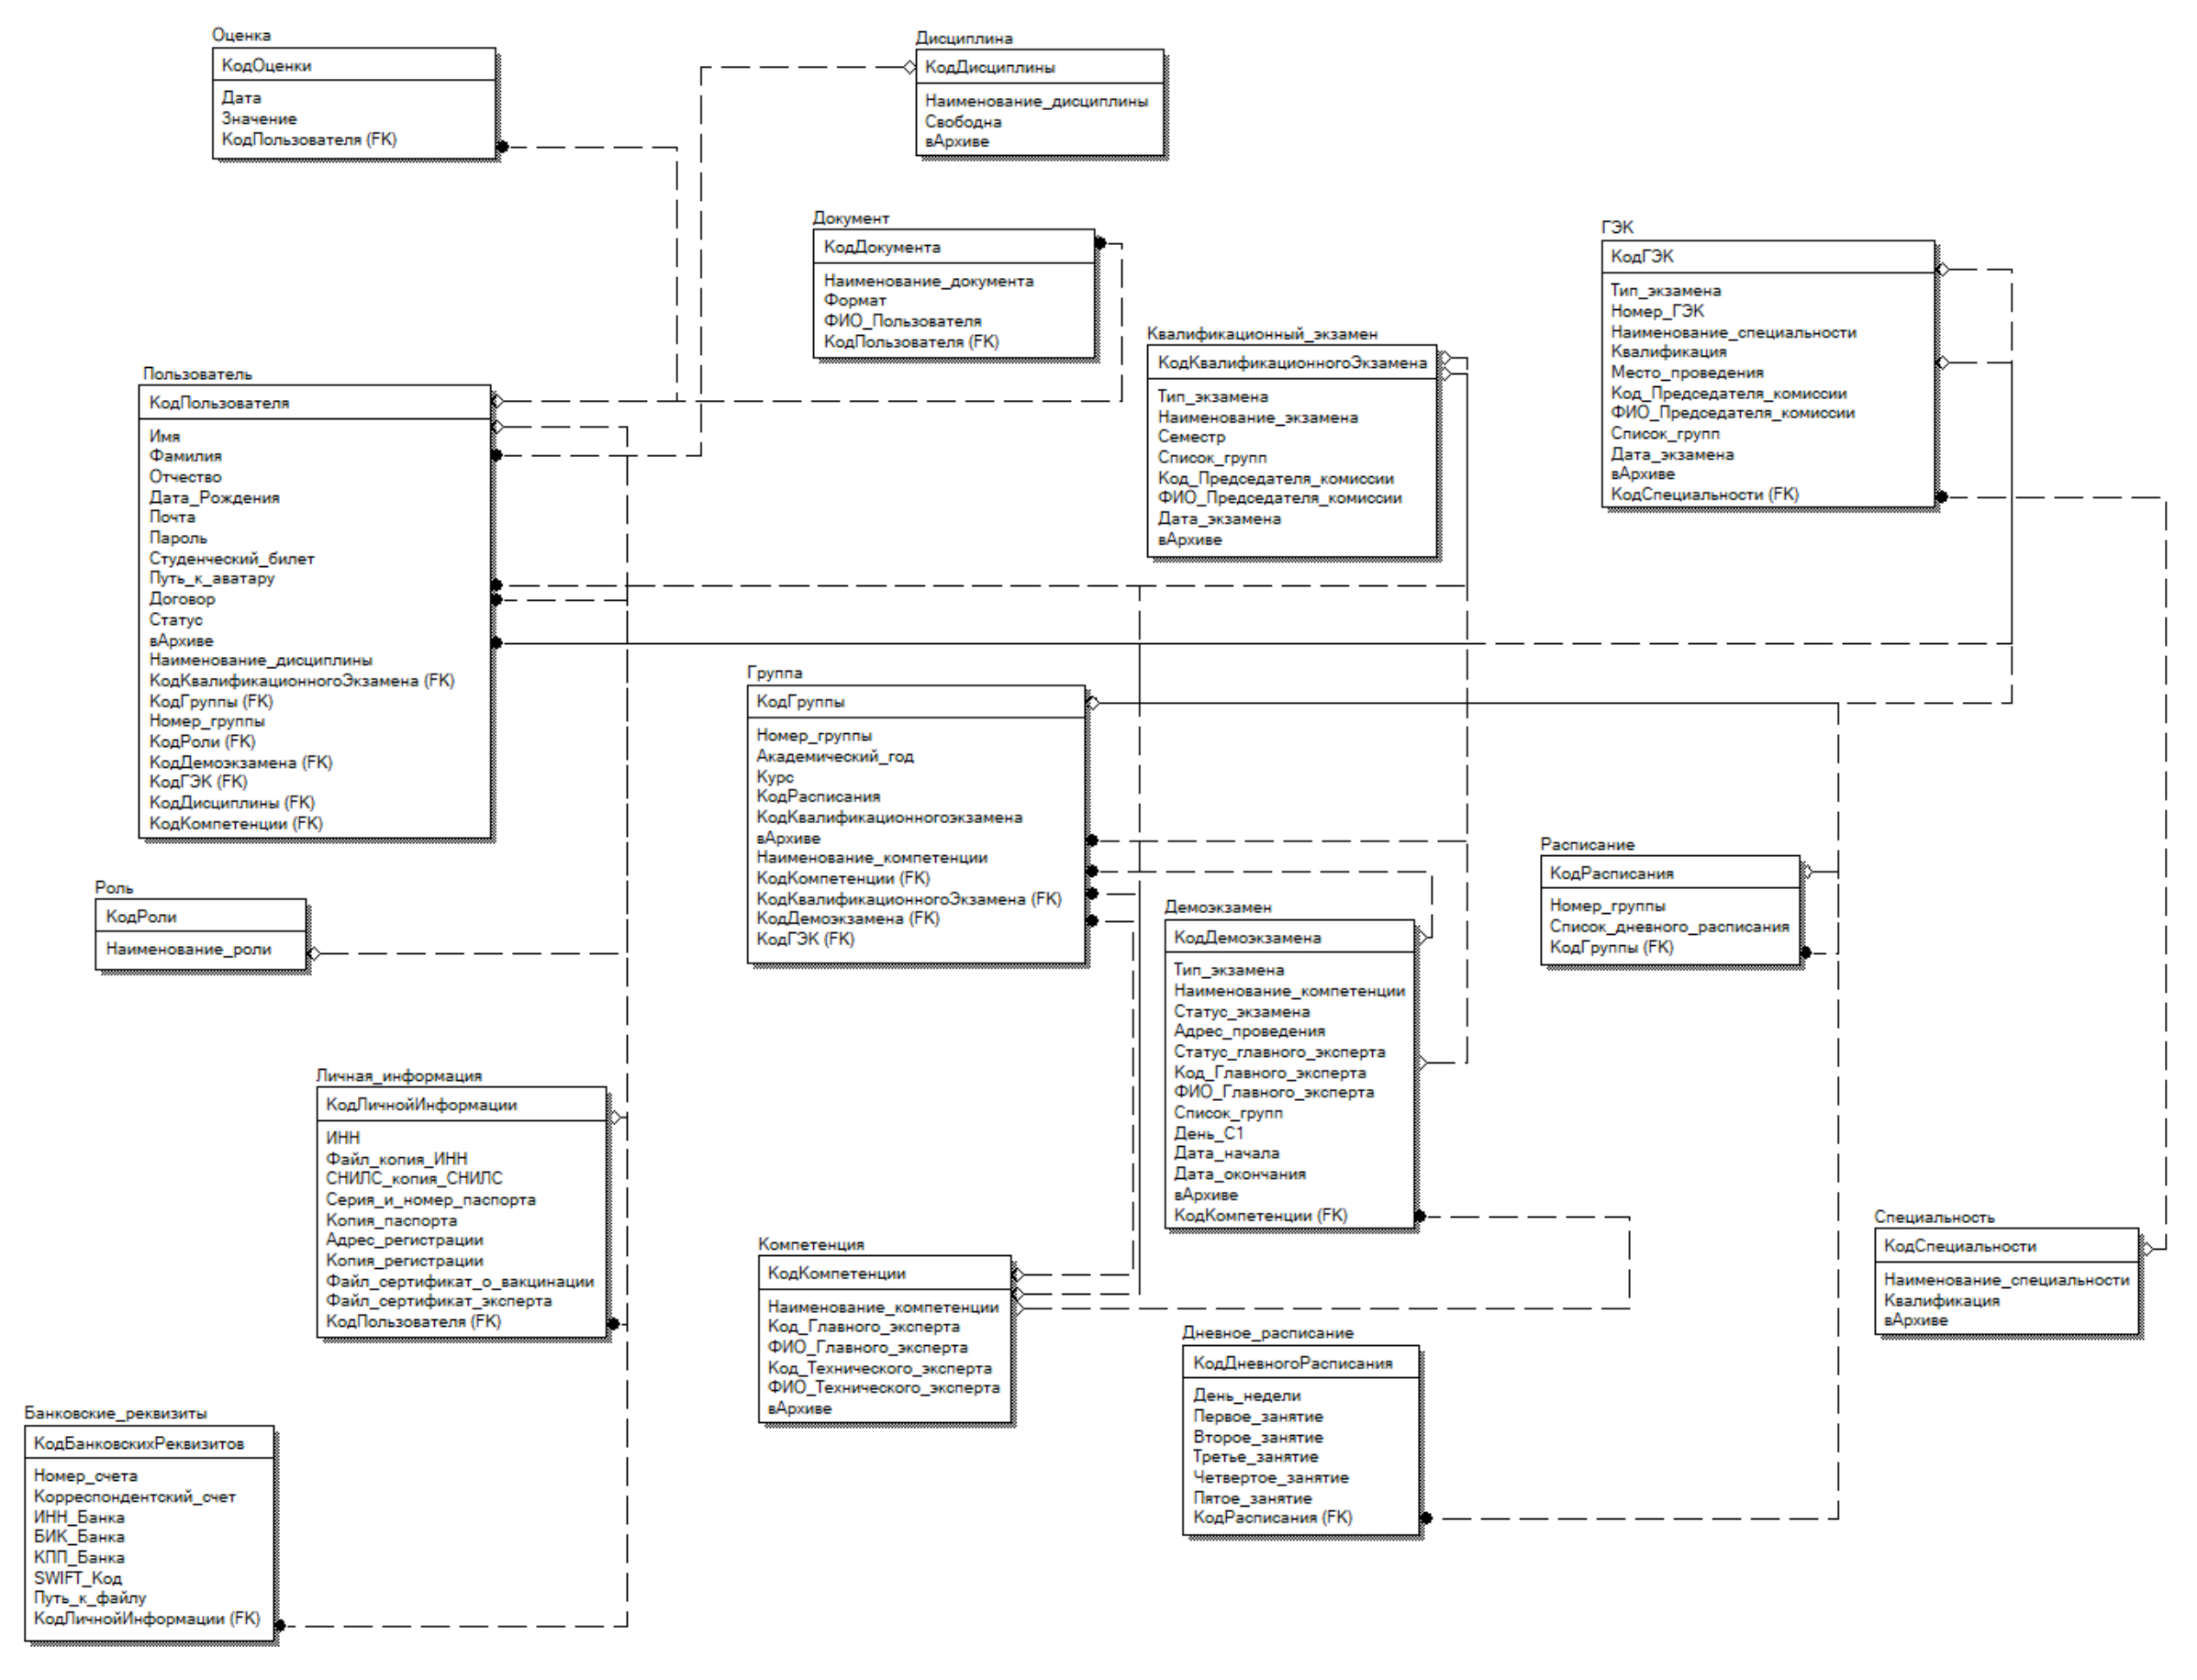 Оценка
КодОценки
Дата
Значение
КодПользователя (FK)
Дисциплина
КодДисциплины
Наименование_дисциплины
Свободна
вАрхиве
Документ
КодДокумента
Наименование_документа
Формат
ФИО_Пользователя
КодПользователя (FK)
ГЭК
КодГЭК
Тип_экзамена
Номер_ГЭК
Наименование_специальности
Квалификация
Место_проведения
Код_Председателя_комиссии
ФИО_Председателя_комиссии
Список_групп
Дата_экзамена
вАрхиве
КодСпециальности (FK)
Квалификационный_экзамен
КодКвалификационногоЭкзамена
Тип_экзамена
Наименование_экзамена
Семестр
Список_групп
Код_Председателя_комиссии
ФИО_Председателя_комиссии
Дата_экзамена
вАрхиве
Пользователь
КодПользователя
Имя
Фамилия
Отчество
Дата_Рождения
Почта
Пароль
Студенческий_билет
Путь_к_аватару
Договор
Статус
вАрхиве
Наименование_дисциплины
КодКвалификационногоЭкзамена (FK)
КодГруппы (FK)
Номер_группы
КодРоли (FK)
КодДемоэкзамена (FK)
КодГЭК (FK)
КодДисциплины (FK)
КодКомпетенции (FK)
Группа
КодГруппы
Номер_группы
Академический_год
Курс
КодРасписания
КодКвалификационногоэкзамена
вАрхиве
Наименование_компетенции
КодКомпетенции (FK)
КодКвалификационногоЭкзамена (FK)
КодДемоэкзамена (FK)
КодГЭК (FK)
Расписание
КодРасписания
Номер_группы
Список_дневного_расписания
КодГруппы (FK)
Роль
КодРоли
Наименование_роли
Демоэкзамен
КодДемоэкзамена
Тип_экзамена
Наименование_компетенции
Статус_экзамена
Адрес_проведения
Статус_главного_эксперта
Код_Главного_эксперта
ФИО_Главного_эксперта
Список_групп
День_С1
Дата_начала
Дата_окончания
вАрхиве
КодКомпетенции (FK)
Личная_информация
КодЛичнойИнформации
ИНН
Файл_копия_ИНН
СНИЛС_копия_СНИЛС
Серия_и_номер_паспорта
Копия_паспорта
Адрес_регистрации
Копия_регистрации
Файл_сертификат_о_вакцинации
Файл_сертификат_эксперта
КодПользователя (FK)
Специальность
КодСпециальности
Наименование_специальности
Квалификация
вАрхиве
Компетенция
КодКомпетенции
Наименование_компетенции
Код_Главного_эксперта
ФИО_Главного_эксперта
Код_Технического_эксперта
ФИО_Технического_эксперта
вАрхиве
Дневное_расписание
КодДневногоРасписания
День_недели
Первое_занятие
Второе_занятие
Третье_занятие
Четвертое_занятие
Пятое_занятие
КодРасписания (FK)
Банковские_реквизиты
КодБанковскихРеквизитов
Номер_счета
Корреспондентский_счет
ИНН_Банка
БИК_Банка
КПП_Банка
SWIFT_Код
Путь_к_файлу
КодЛичнойИнформации (FK)